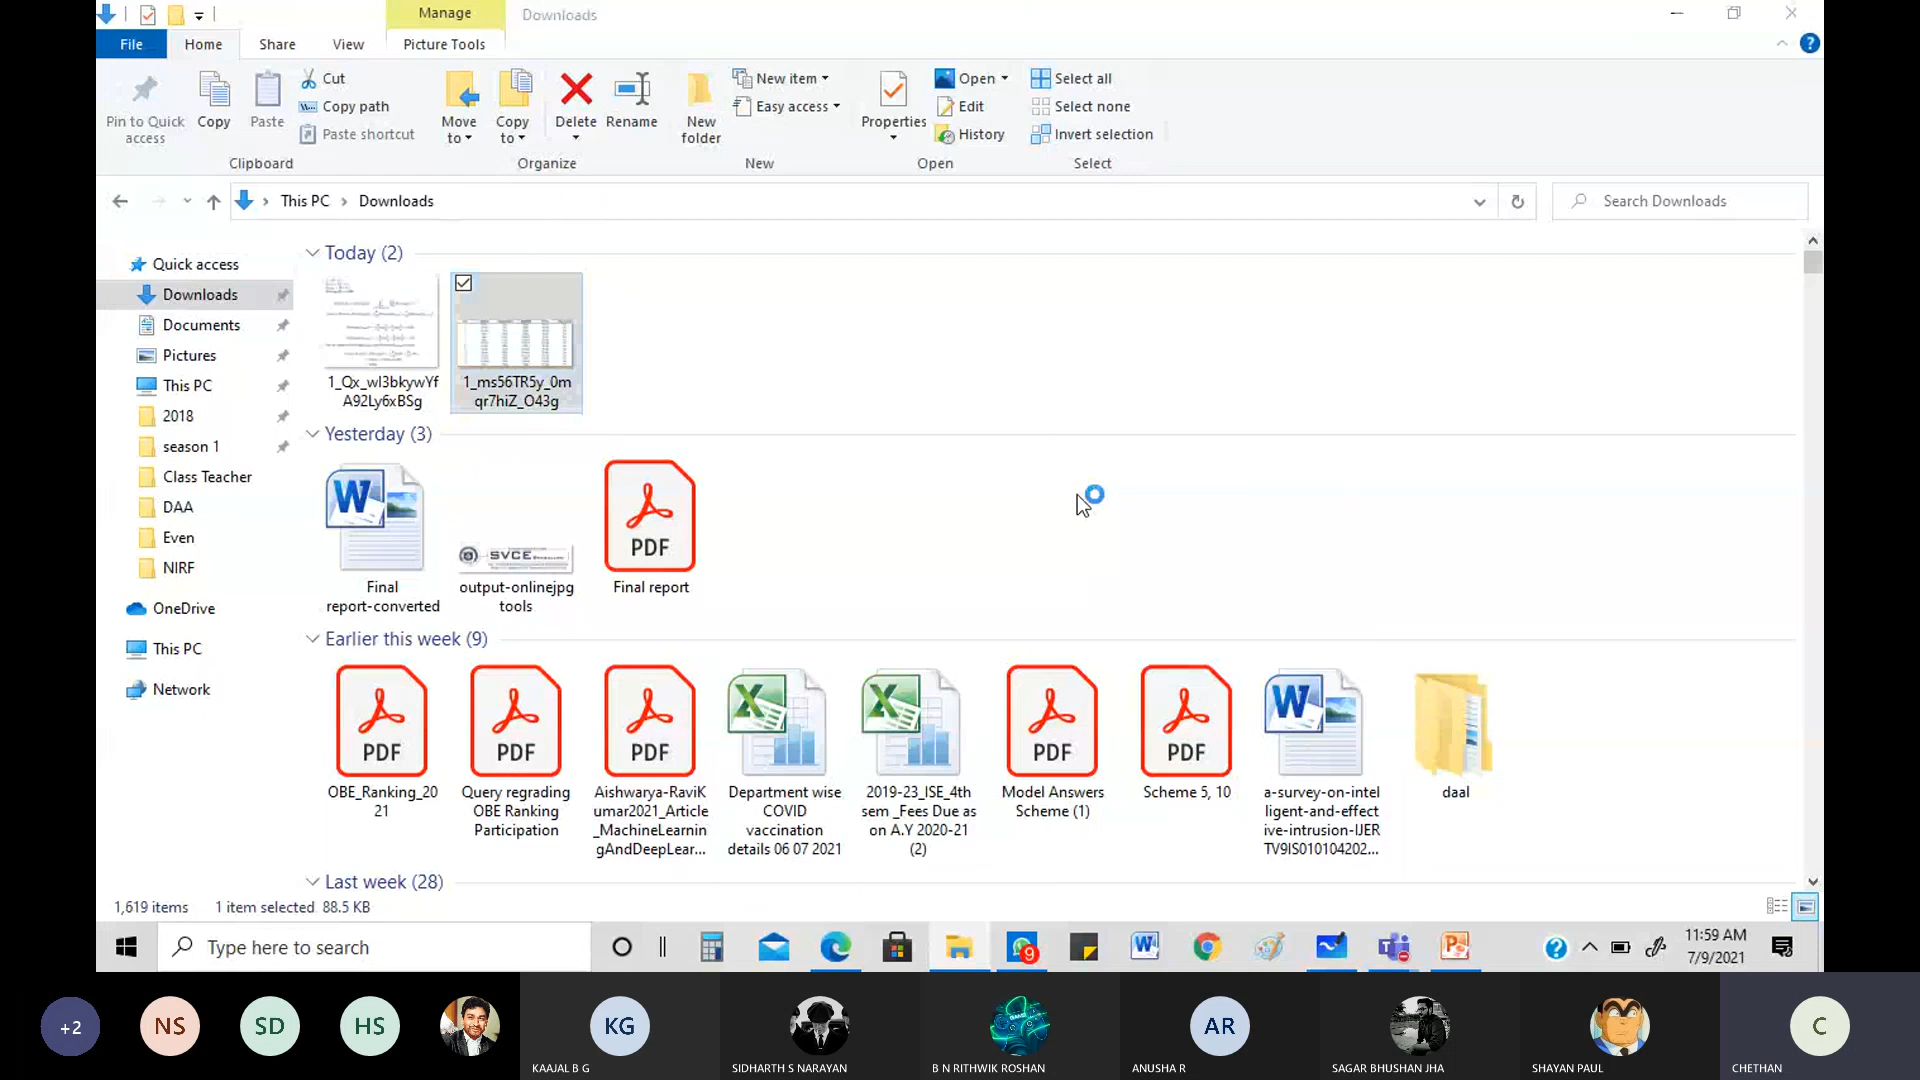 Manage
Downloads
File
Home
Share
View
Picture Tools
Pin to Quick
access
Copy
Paste
Cut
Copy path
Paste shortcut
Clipboard
Move
to
Copy
to
Delete
Rename
Organize
New
folder
New item
Easy access
New
Properties
Open
Edit
History
Open
Select all
Select none
Invert selection
Select
This PC
Downloads
Search Downloads
Quick access
Downloads
Documents
Pictures
This PC
2018
season 1
Class Teacher
DAA
Even
NIRF
OneDrive
This PC
Network
Today (2)
1_Qx_wl3bkywYf
A92Ly6xBSg
1_ms56TR5y_0m
qr7hiZ_O43g
Yesterday (3)
W
Final
report-converted
SVCE
output-onlinejpg
tools
PDF
Final report
Earlier this week (9)
PDF
OBE_Ranking_20
21
PDF
Query regrading
OBE Ranking
Participation
PDF
Aishwarya-RaviK
umar2021_Article
_MachineLearnin
gAndDeepLear...
Department wise
COVID
vaccination
details 06 07 2021
2019-23_ISE_4th
sem _Fees Due as
on A.Y 2020-21
(2)
PDF
Model Answers
Scheme (1)
PDF
Scheme 5, 10
W
a-survey-on-intel
ligent-and-effect
ive-intrusion-IJER
TV9IS010104202...
daal
Last week (28)
1,619 items
1 item selected 88.5 KB
Type here to search
9
11:59 AM
7/9/2021
+2
NS
SD
HS
KG
KAAJAL B G
SIDHARTH S NARAYAN
B N RITHWIK ROSHAN
AR
ANUSHA R
SAGAR BHUSHAN JHA
SHAYAN PAUL
C
CHETHAN